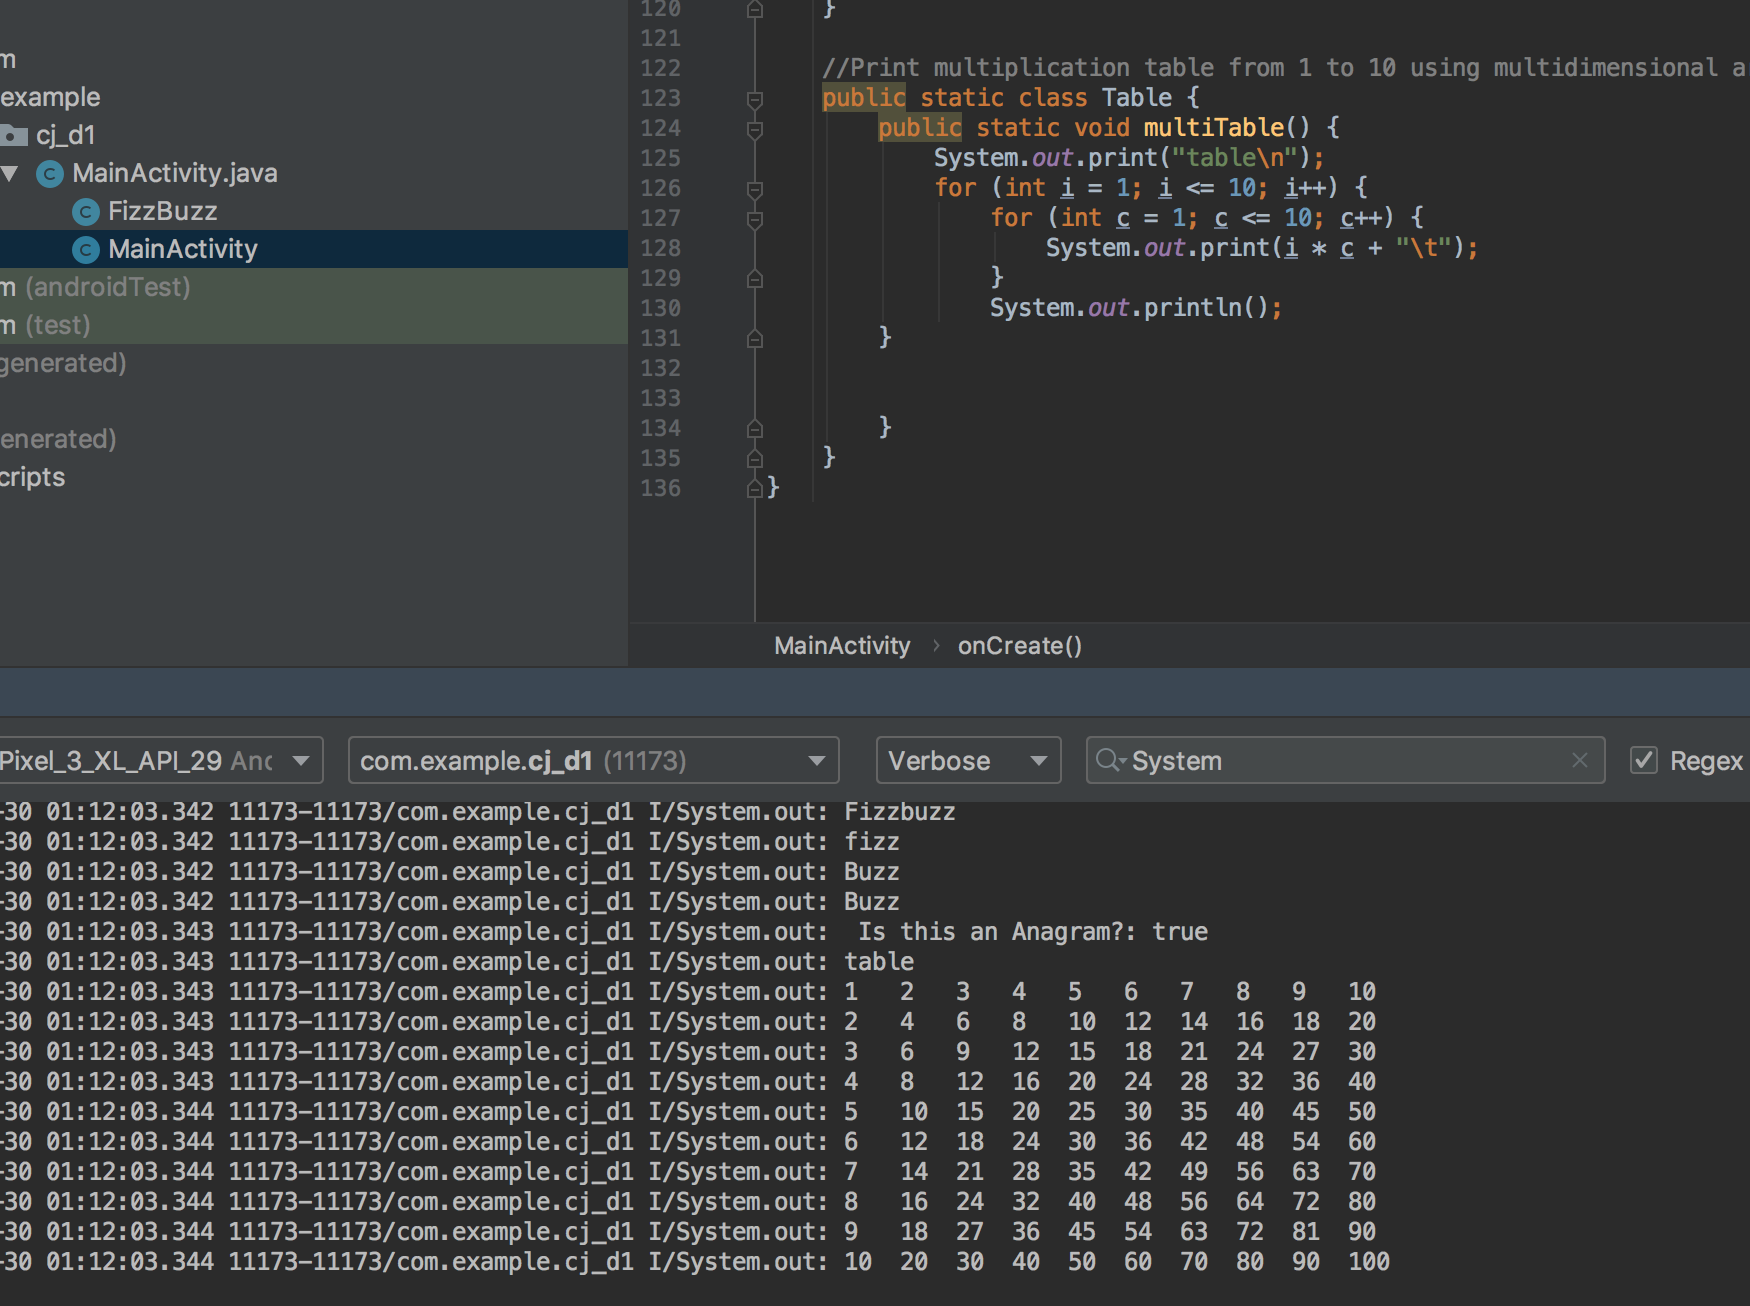 m
example
cj_d1
MainActivity.java
FizzBuzz
MainActivity
m (androidTest)
m (test)
generated)
enerated)
cripts
120 }
121
122 //Print multiplication table from 1 to 10 using multidimensional a
123 public static class Table {
124 public static void multiTable() {
125 System.out.print("table\n");
126 for (int i = 1; i <= 10; i++) {
127 for (int c = 1; c <= 10; c++) {
128 System.out.print(i * c + "\t");
129 }
130 System.out.println();
131 }
132
133
134 }
135 }
136 }
MainActivity › onCreate()
Pixel_3_XL_API_29 Anc com.example.cj_d1 (11173) Verbose System Regex
-30 01:12:03.342 11173-11173/com.example.cj_d1 I/System.out: Fizzbuzz
-30 01:12:03.342 11173-11173/com.example.cj_d1 I/System.out: fizz
-30 01:12:03.342 11173-11173/com.example.cj_d1 I/System.out: Buzz
-30 01:12:03.342 11173-11173/com.example.cj_d1 I/System.out: Buzz
-30 01:12:03.343 11173-11173/com.example.cj_d1 I/System.out:  Is this an Anagram?: true
-30 01:12:03.343 11173-11173/com.example.cj_d1 I/System.out: table
-30 01:12:03.343 11173-11173/com.example.cj_d1 I/System.out: 1 2 3 4 5 6 7 8 9 10
-30 01:12:03.343 11173-11173/com.example.cj_d1 I/System.out: 2 4 6 8 10 12 14 16 18 20
-30 01:12:03.343 11173-11173/com.example.cj_d1 I/System.out: 3 6 9 12 15 18 21 24 27 30
-30 01:12:03.343 11173-11173/com.example.cj_d1 I/System.out: 4 8 12 16 20 24 28 32 36 40
-30 01:12:03.344 11173-11173/com.example.cj_d1 I/System.out: 5 10 15 20 25 30 35 40 45 50
-30 01:12:03.344 11173-11173/com.example.cj_d1 I/System.out: 6 12 18 24 30 36 42 48 54 60
-30 01:12:03.344 11173-11173/com.example.cj_d1 I/System.out: 7 14 21 28 35 42 49 56 63 70
-30 01:12:03.344 11173-11173/com.example.cj_d1 I/System.out: 8 16 24 32 40 48 56 64 72 80
-30 01:12:03.344 11173-11173/com.example.cj_d1 I/System.out: 9 18 27 36 45 54 63 72 81 90
-30 01:12:03.344 11173-11173/com.example.cj_d1 I/System.out: 10 20 30 40 50 60 70 80 90 100